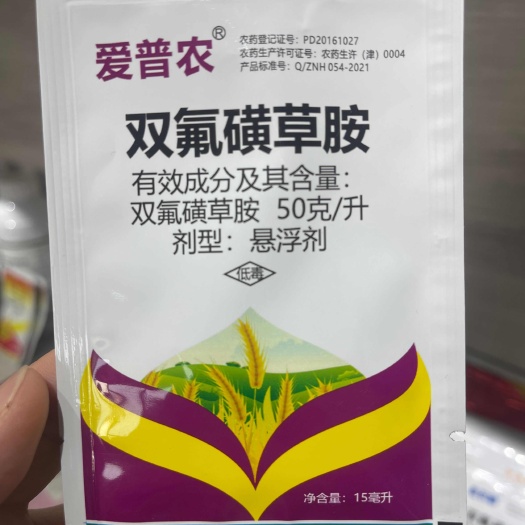 爱普农®
农药登记证号：PD20161027
农药生产许可证号：农药生许（津）0004
产品标准号：Q/ZNH 054-2021
双氟磺草胺
有效成分及其含量：
双氟磺草胺 50克/升
剂型：悬浮剂
低毒
净含量：15毫升